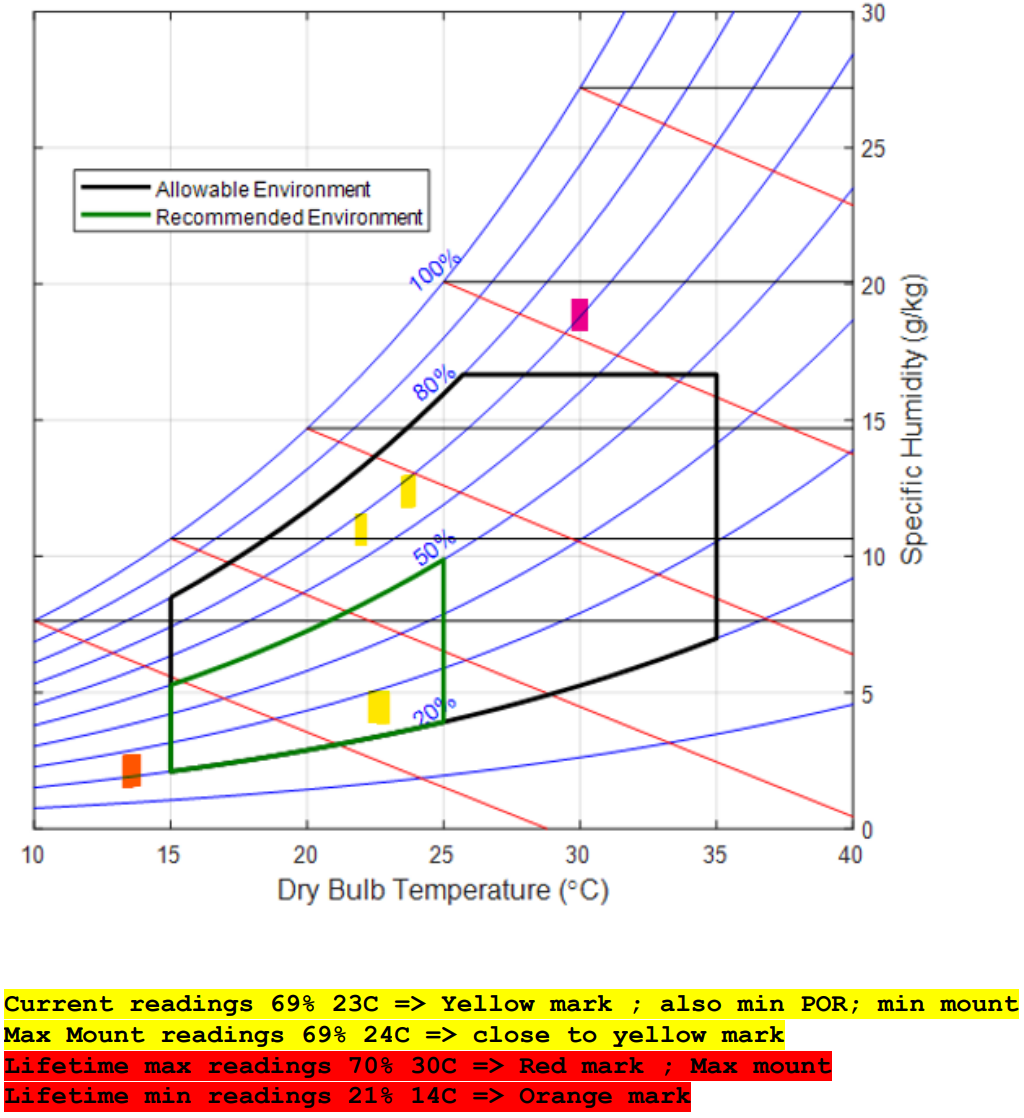 30
25
Allowable Environment
Recommended Environment
100%
20
80%
15
50%
10
5
20%
0
Specific Humidity (g/kg)
10 15 20 25 30 35 40
Dry Bulb Temperature (°C)
Current readings 69% 23C => Yellow mark ; also min POR; min mount
Max Mount readings 69% 24C => close to yellow mark
Lifetime max readings 70% 30C => Red mark ; Max mount
Lifetime min readings 21% 14C => Orange mark